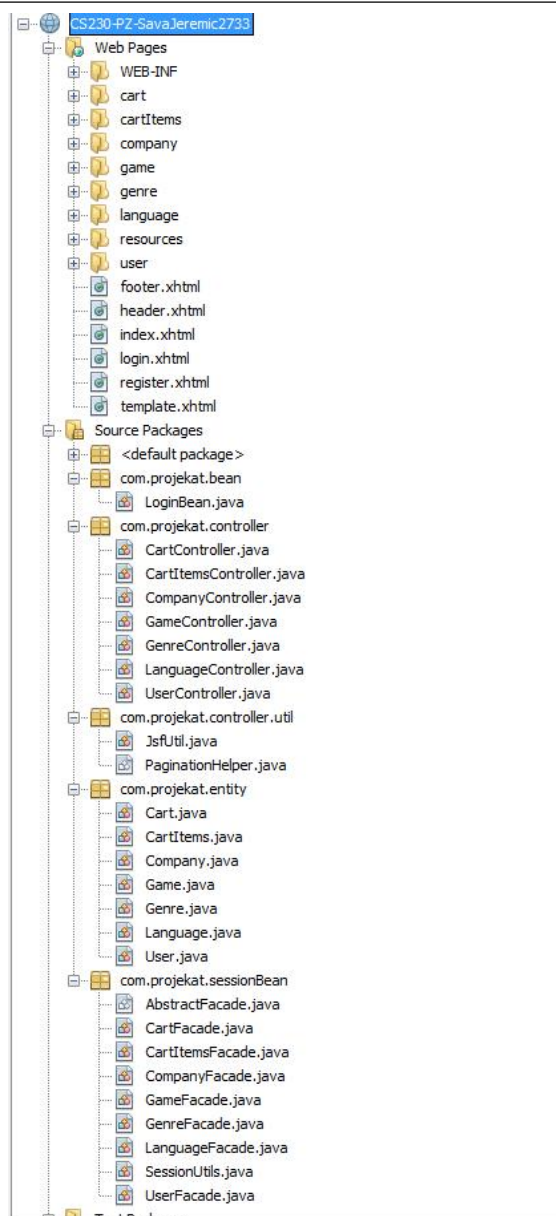 CS230-PZ-SavaJeremic2733
Web Pages
WEB-INF
cart
cartItems
company
game
genre
language
resources
user
footer.xhtml
header.xhtml
index.xhtml
login.xhtml
register.xhtml
template.xhtml
Source Packages
<default package>
com.projekat.bean
LoginBean.java
com.projekat.controller
CartController.java
CartItemsController.java
CompanyController.java
GameController.java
GenreController.java
LanguageController.java
UserController.java
com.projekat.controller.util
JsfUtil.java
PaginationHelper.java
com.projekat.entity
Cart.java
CartItems.java
Company.java
Game.java
Genre.java
Language.java
User.java
com.projekat.sessionBean
AbstractFacade.java
CartFacade.java
CartItemsFacade.java
CompanyFacade.java
GameFacade.java
GenreFacade.java
LanguageFacade.java
SessionUtils.java
UserFacade.java